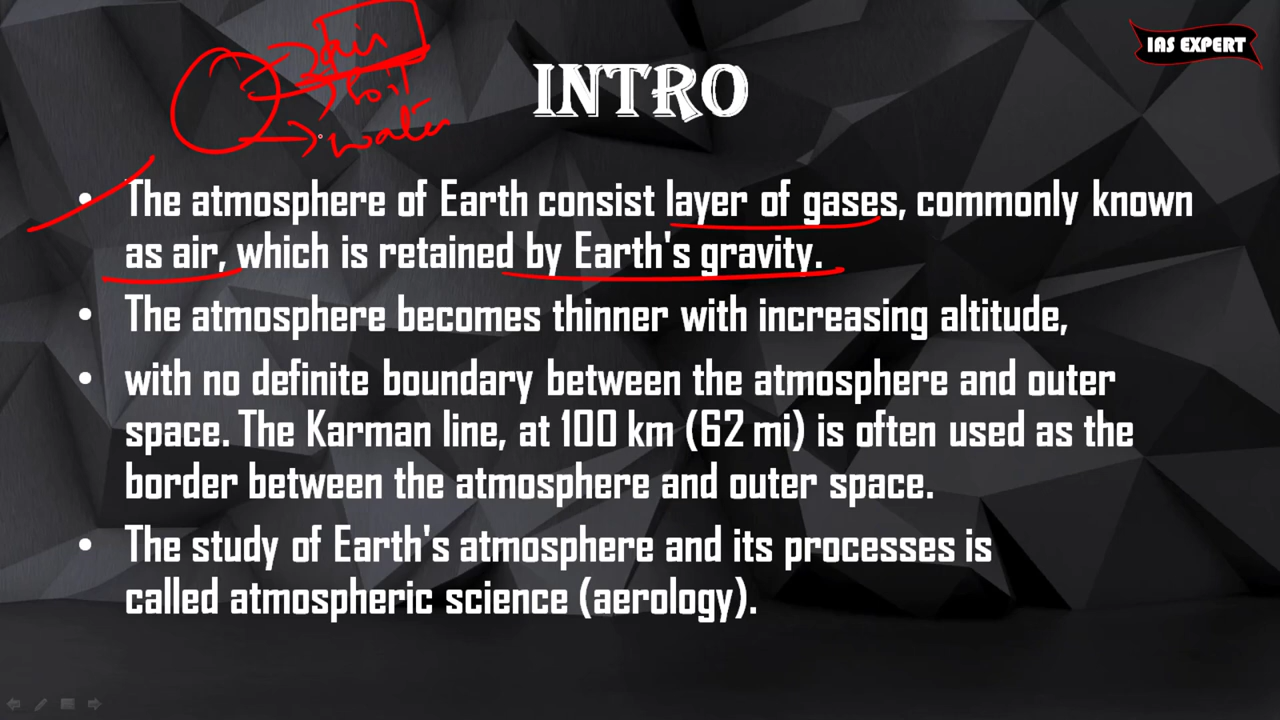 IAS EXPERT
air
soil
water
INTRO
• The atmosphere of Earth consist layer of gases, commonly known
as air, which is retained by Earth's gravity.
• The atmosphere becomes thinner with increasing altitude,
• with no definite boundary between the atmosphere and outer
space. The Karman line, at 100 km (62 mi) is often used as the
border between the atmosphere and outer space.
• The study of Earth's atmosphere and its processes is
called atmospheric science (aerology).